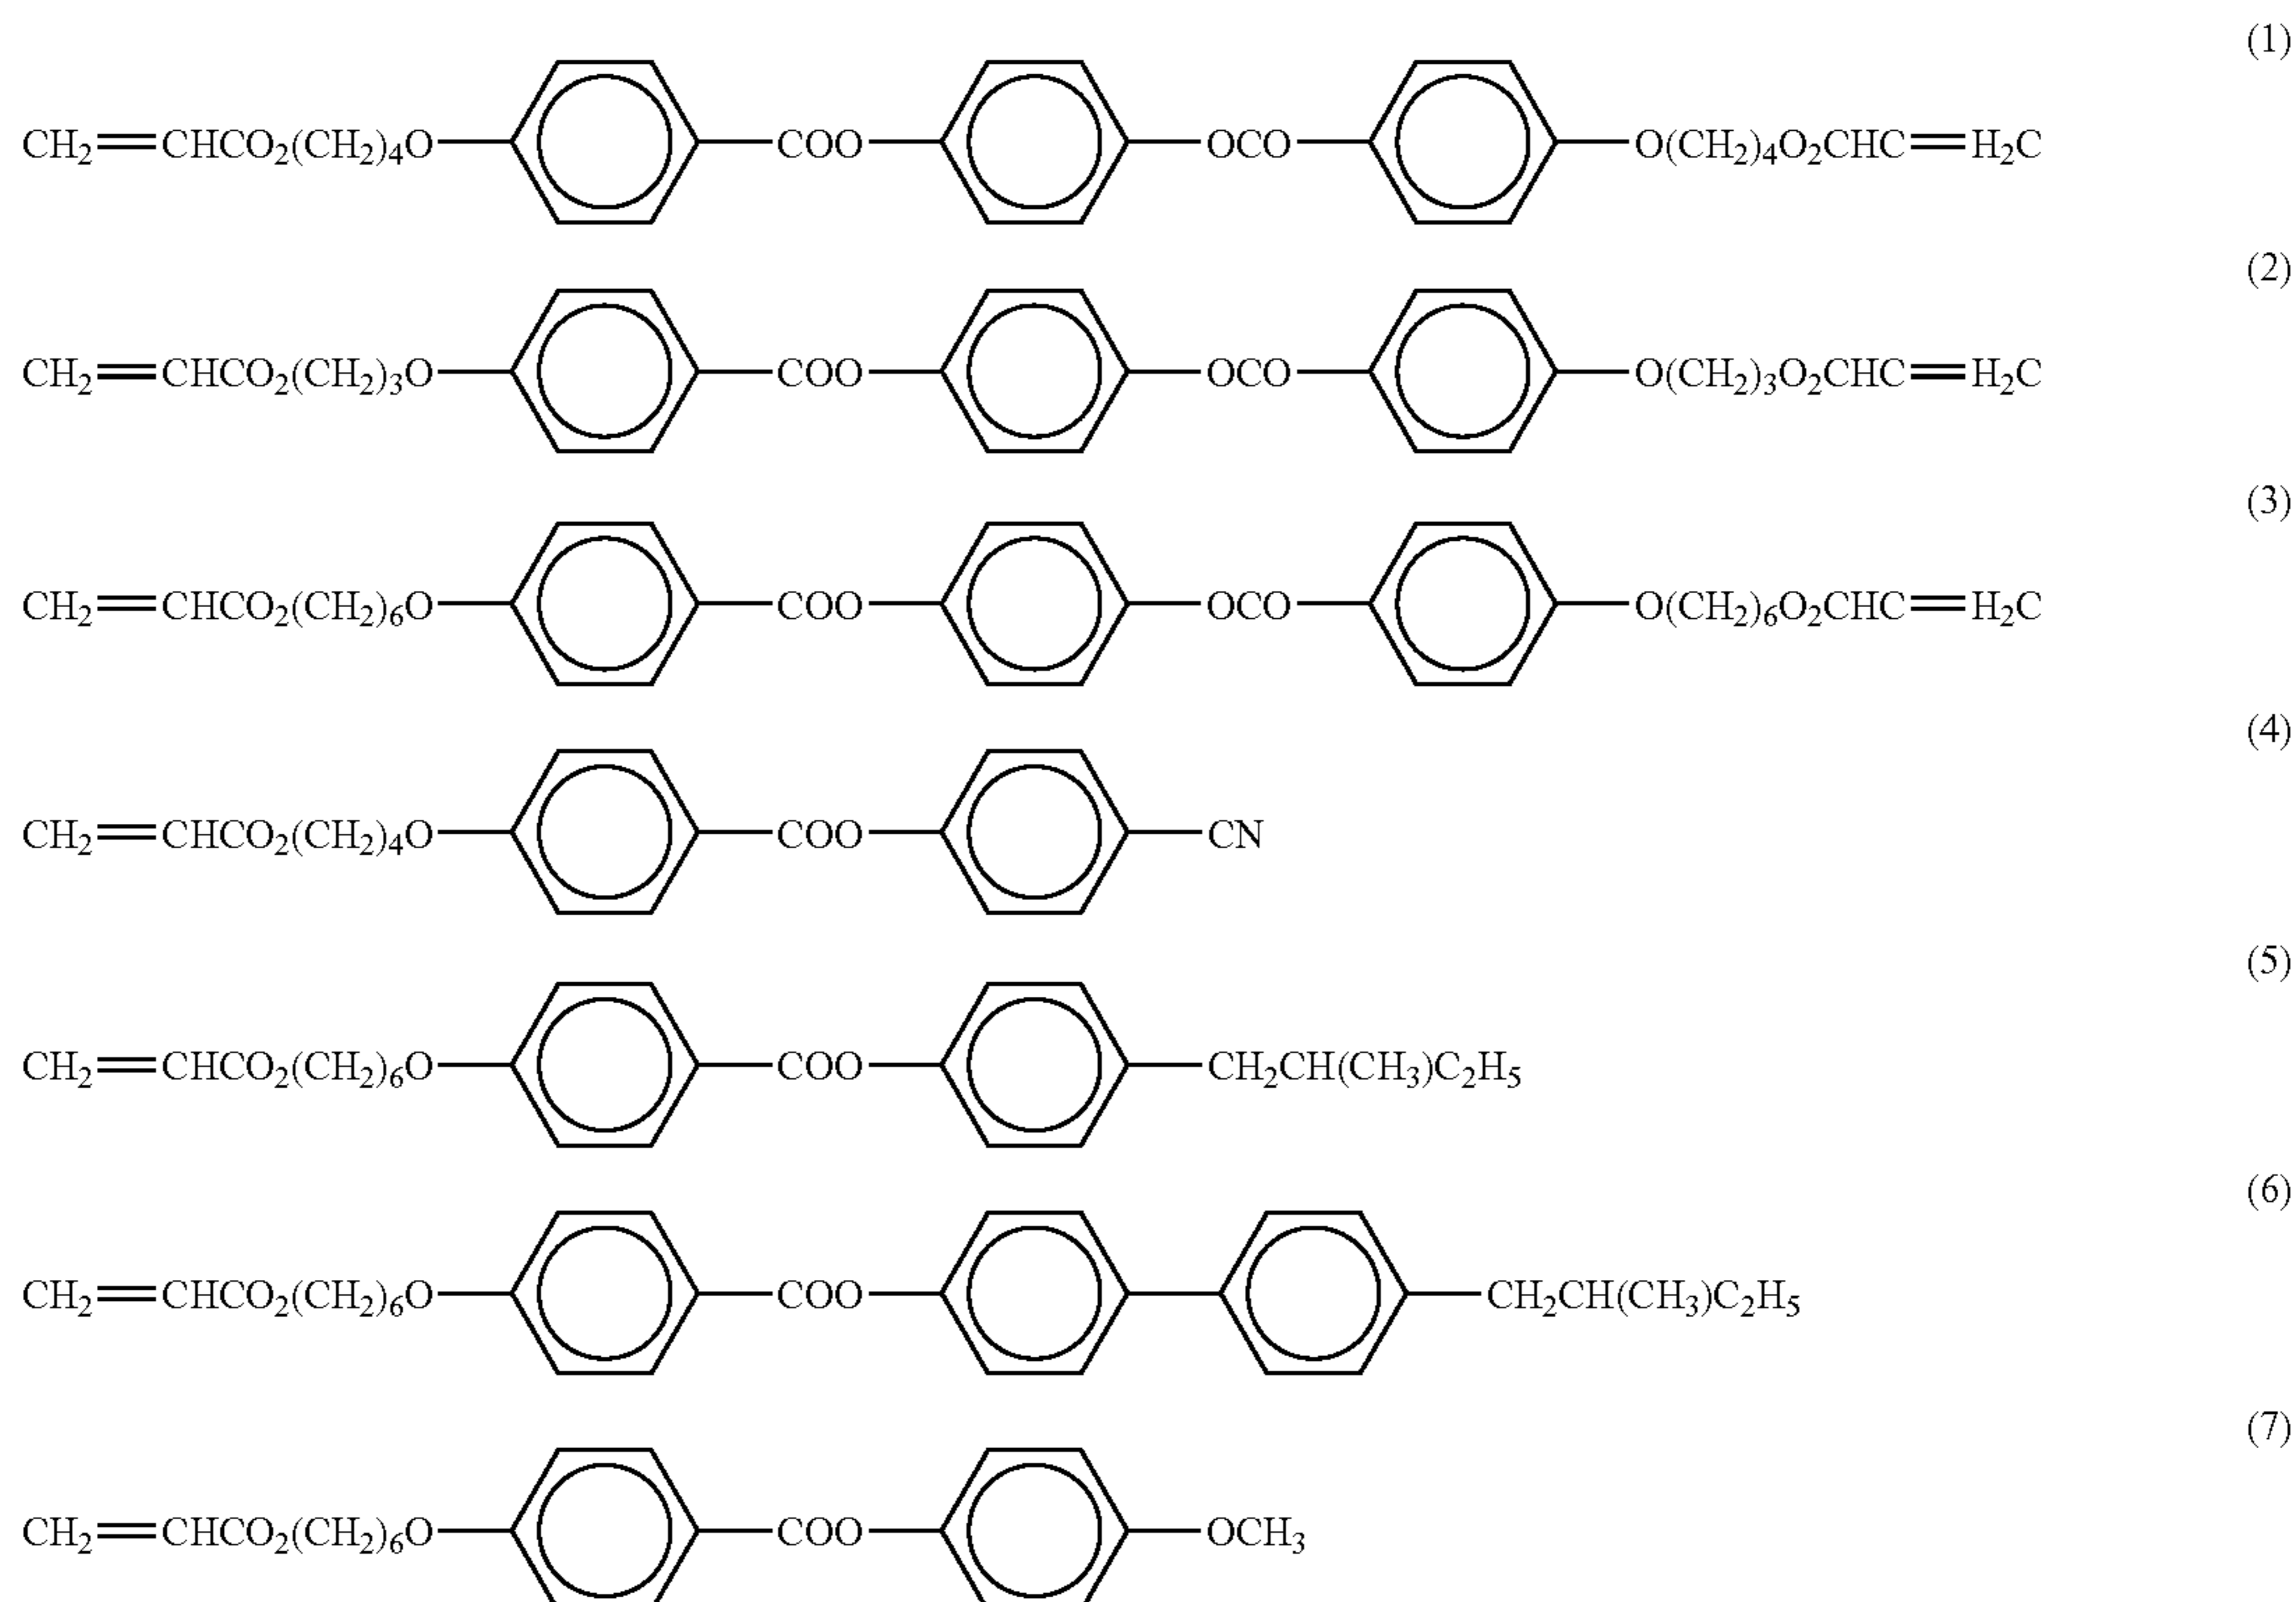 (1)
CH₂=CHCO₂(CH₂)₄O COO OCO O(CH₂)₄O₂CHC=H₂C
(2)
CH₂=CHCO₂(CH₂)₃O COO OCO O(CH₂)₃O₂CHC=H₂C
(3)
CH₂=CHCO₂(CH₂)₆O COO OCO O(CH₂)₆O₂CHC=H₂C
(4)
CH₂=CHCO₂(CH₂)₄O COO CN
(5)
CH₂=CHCO₂(CH₂)₆O COO CH₂CH(CH₃)C₂H₅
(6)
CH₂=CHCO₂(CH₂)₆O COO CH₂CH(CH₃)C₂H₅
(7)
CH₂=CHCO₂(CH₂)₆O COO OCH₃